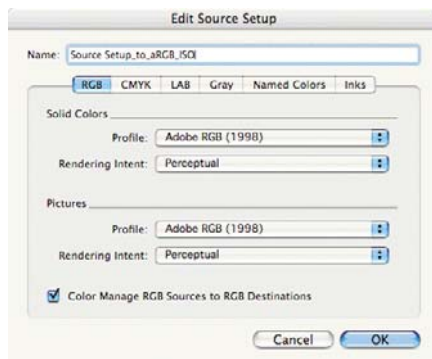 Edit Source Setup
Name: Source Setup_to_aRGB_ISO
RGB CMYK LAB Gray Named Colors Inks
Solid Colors
Profile: Adobe RGB (1998)
Rendering Intent: Perceptual
Pictures
Profile: Adobe RGB (1998)
Rendering Intent: Perceptual
Color Manage RGB Sources to RGB Destinations
Cancel OK